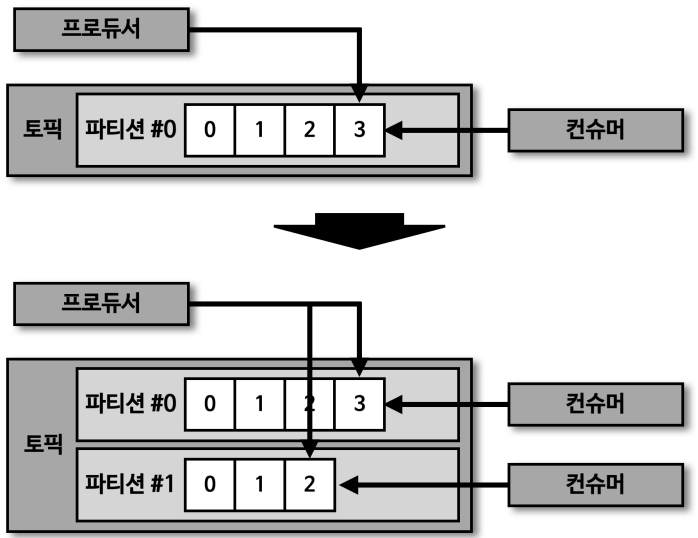 프로듀서
토픽 파티션 #0 0 1 2 3 컨슈머
프로듀서
파티션 #0 0 1 2 3 컨슈머
토픽
파티션 #1 0 1 2 컨슈머